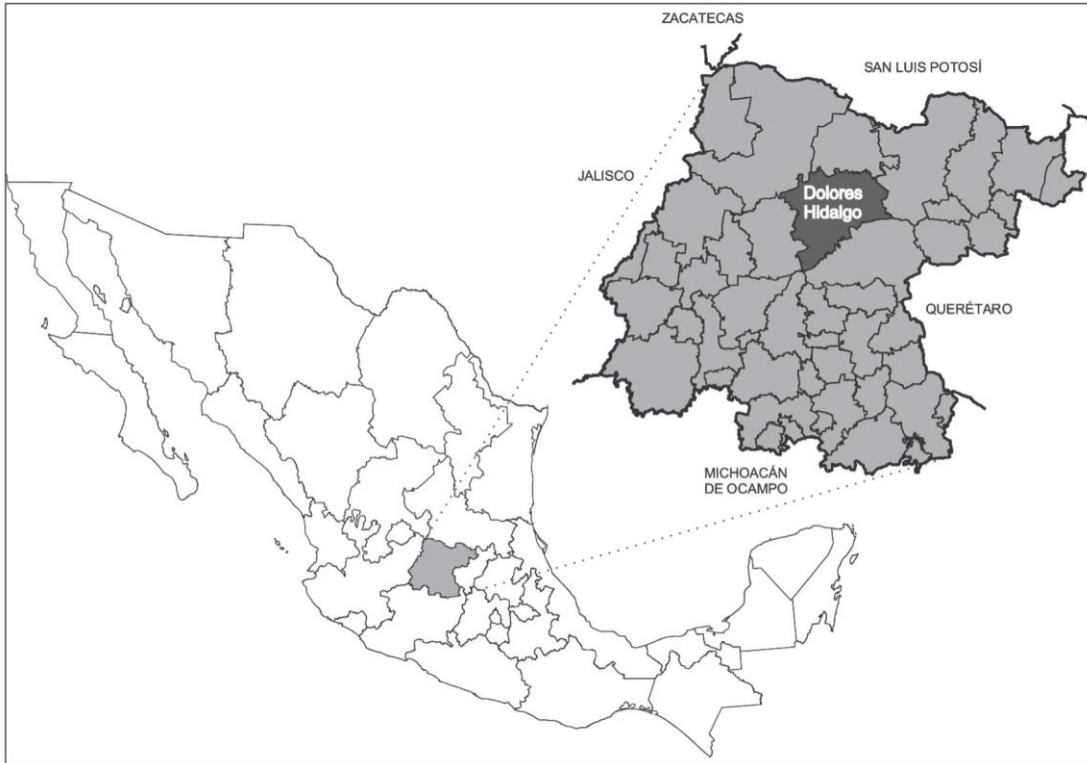 ZACATECAS
SAN LUIS POTOSÍ
JALISCO
Dolores
Hidalgo
QUERÉTARO
MICHOACÁN
DE OCAMPO